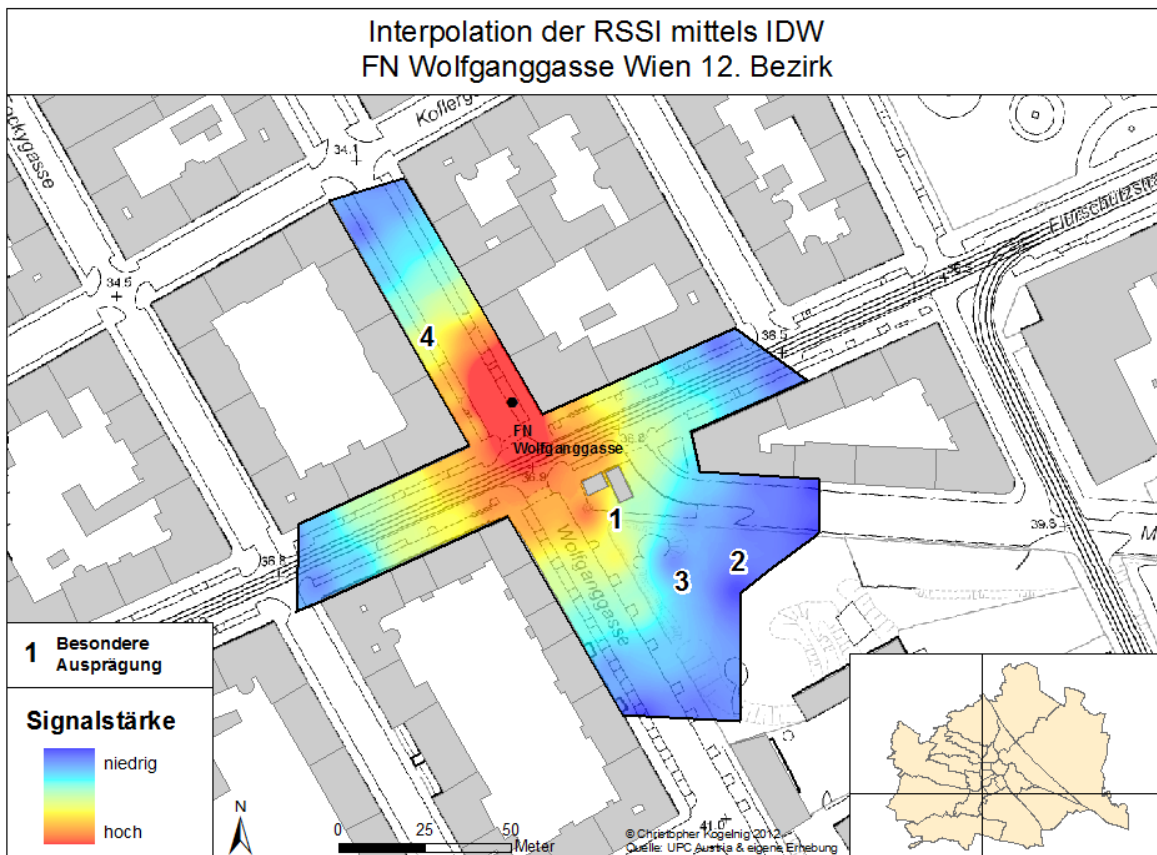 Interpolation der RSSI mittels IDW
FN Wolfganggasse Wien 12. Bezirk
34.1
34.5
4
FN
Wolfganggasse
36.9
1
Wolfganggasse
2
3
39.8
41.0
1 Besondere
Ausprägung
Signalstärke
niedrig
hoch
N
0 25 50
Meter
© Christopher Kogelnig 2012
Quelle: UPC Austria & eigene Erhebung